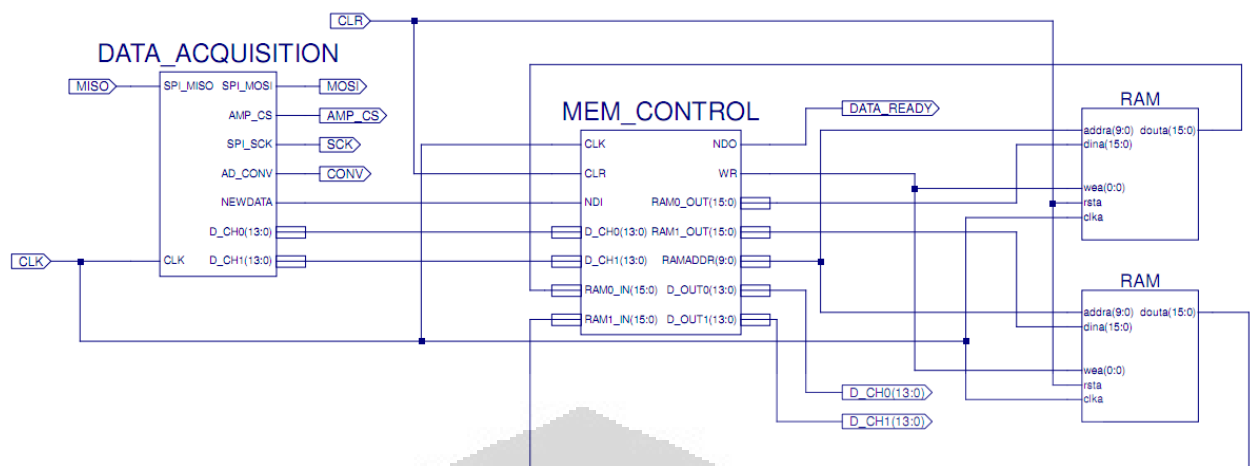 CLR
DATA_ACQUISITION
MISO
SPI_MISO SPI_MOSI
MOSI
AMP_CS
AMP_CS
SPI_SCK
SCK
AD_CONV
CONV
NEWDATA
D_CH0(13:0)
CLK
CLK
D_CH1(13:0)
MEM_CONTROL
DATA_READY
CLK
NDO
CLR
WR
NDI
RAM0_OUT(15:0)
D_CH0(13:0)
RAM1_OUT(15:0)
D_CH1(13:0)
RAMADDR(9:0)
RAM0_IN(15:0)
D_OUT0(13:0)
RAM1_IN(15:0)
D_OUT1(13:0)
D_CH0(13:0)
D_CH1(13:0)
RAM
addra(9:0) douta(15:0)
dina(15:0)
wea(0:0)
rsta
clka
RAM
addra(9:0) douta(15:0)
dina(15:0)
wea(0:0)
rsta
clka